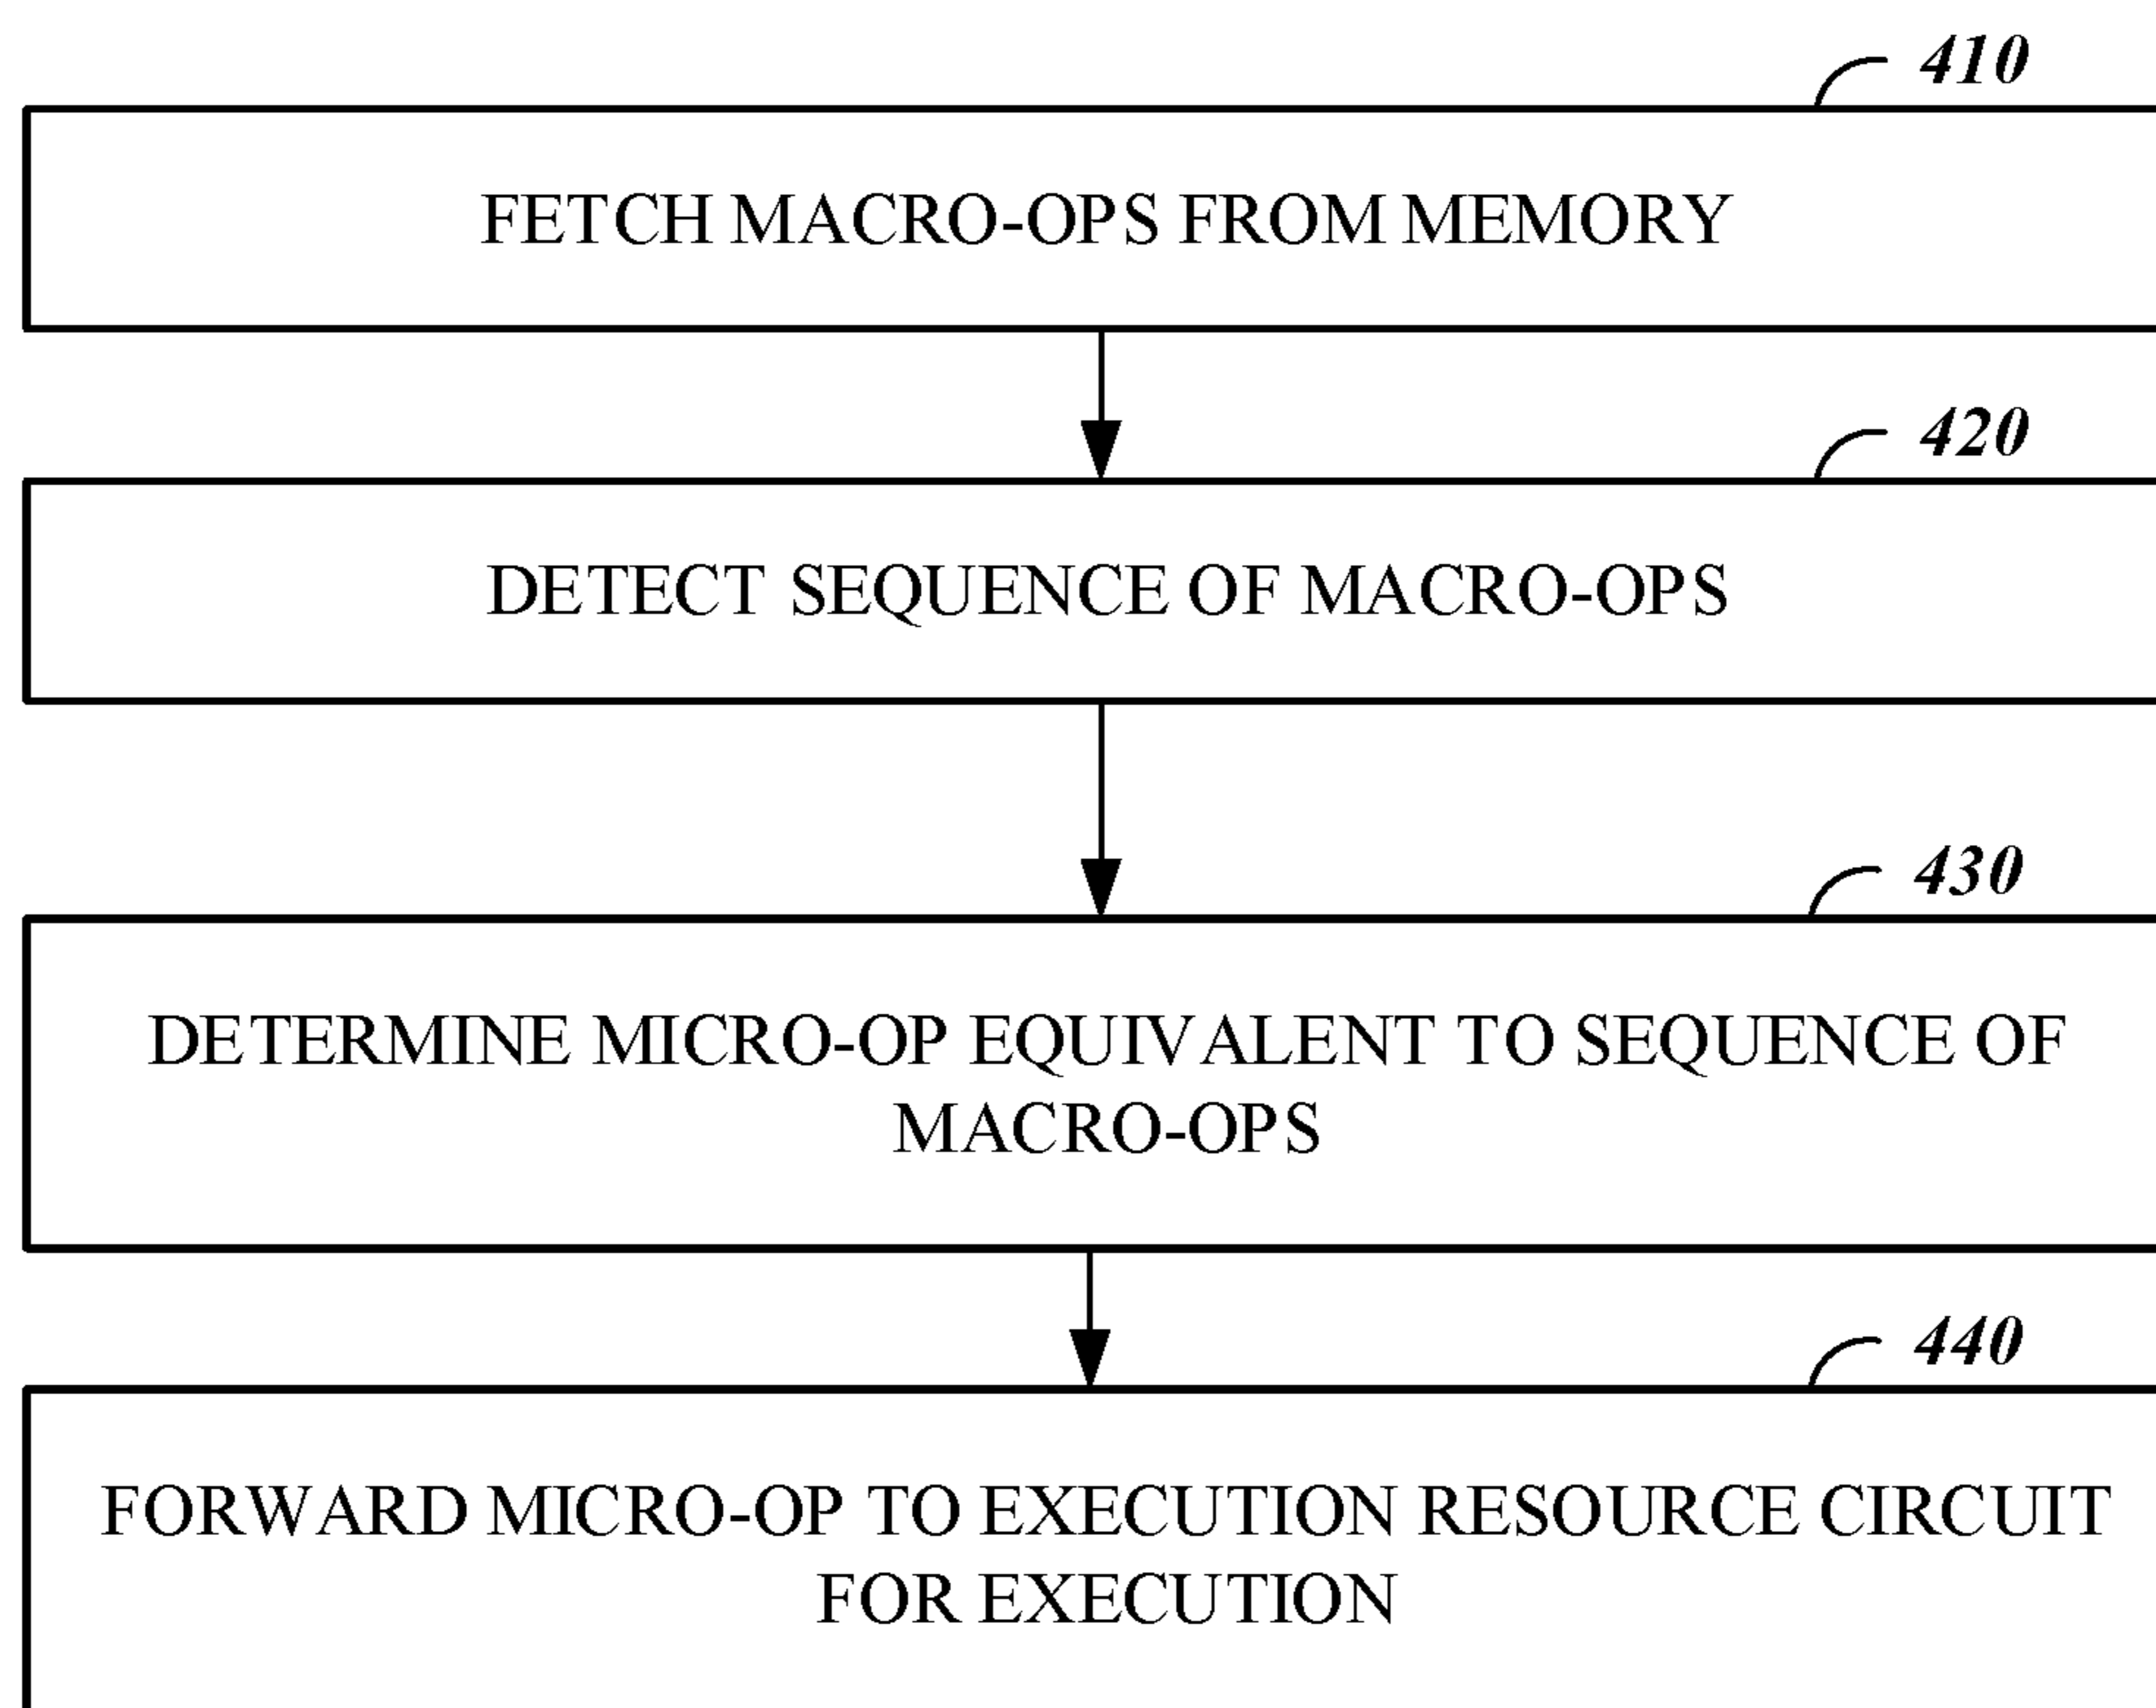 410
FETCH MACRO-OPS FROM MEMORY
420
DETECT SEQUENCE OF MACRO-OPS
430
DETERMINE MICRO-OP EQUIVALENT TO SEQUENCE OF
MACRO-OPS
440
FORWARD MICRO-OP TO EXECUTION RESOURCE CIRCUIT
FOR EXECUTION